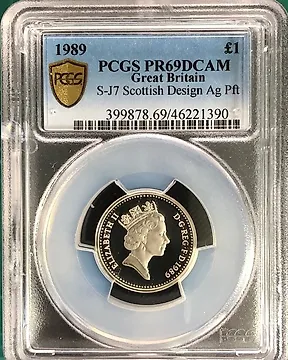 1989 £1
PCGS PR69DCAM
Great Britain
S-J7 Scottish Design Ag Pft
399878.69/46221390
PCGS
ELIZABETH II D·G·REG·F·D·1989